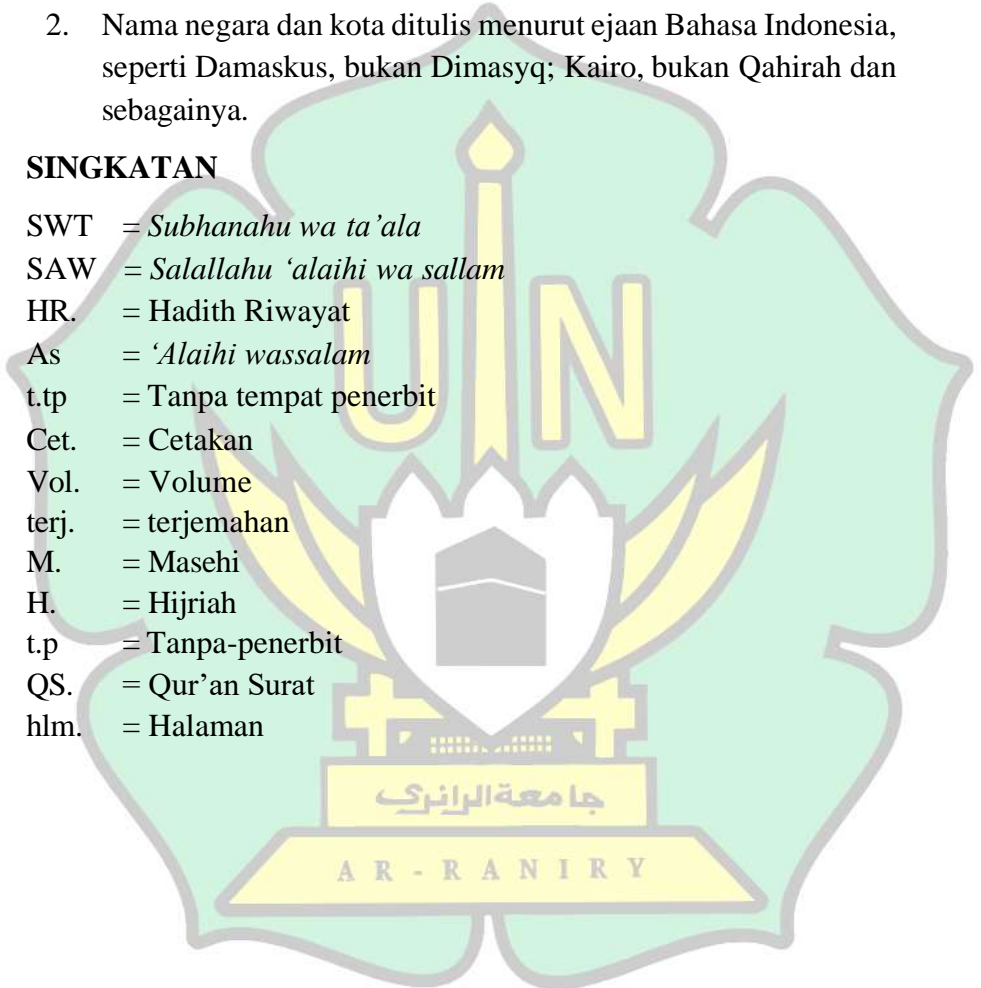 2. Nama negara dan kota ditulis menurut ejaan Bahasa Indonesia,
seperti Damaskus, bukan Dimasyq; Kairo, bukan Qahirah dan
sebagainya.
SINGKATAN
SWT = Subhanahu wa ta’ala
SAW = Salallahu ‘alaihi wa sallam
HR. = Hadith Riwayat
As = ‘Alaihi wassalam
t.tp = Tanpa tempat penerbit
Cet. = Cetakan
Vol. = Volume
terj. = terjemahan
M. = Masehi
H. = Hijriah
t.p = Tanpa-penerbit
QS. = Qur’an Surat
hlm. = Halaman
UIN
جامعة الرانري
AR-RANIRY